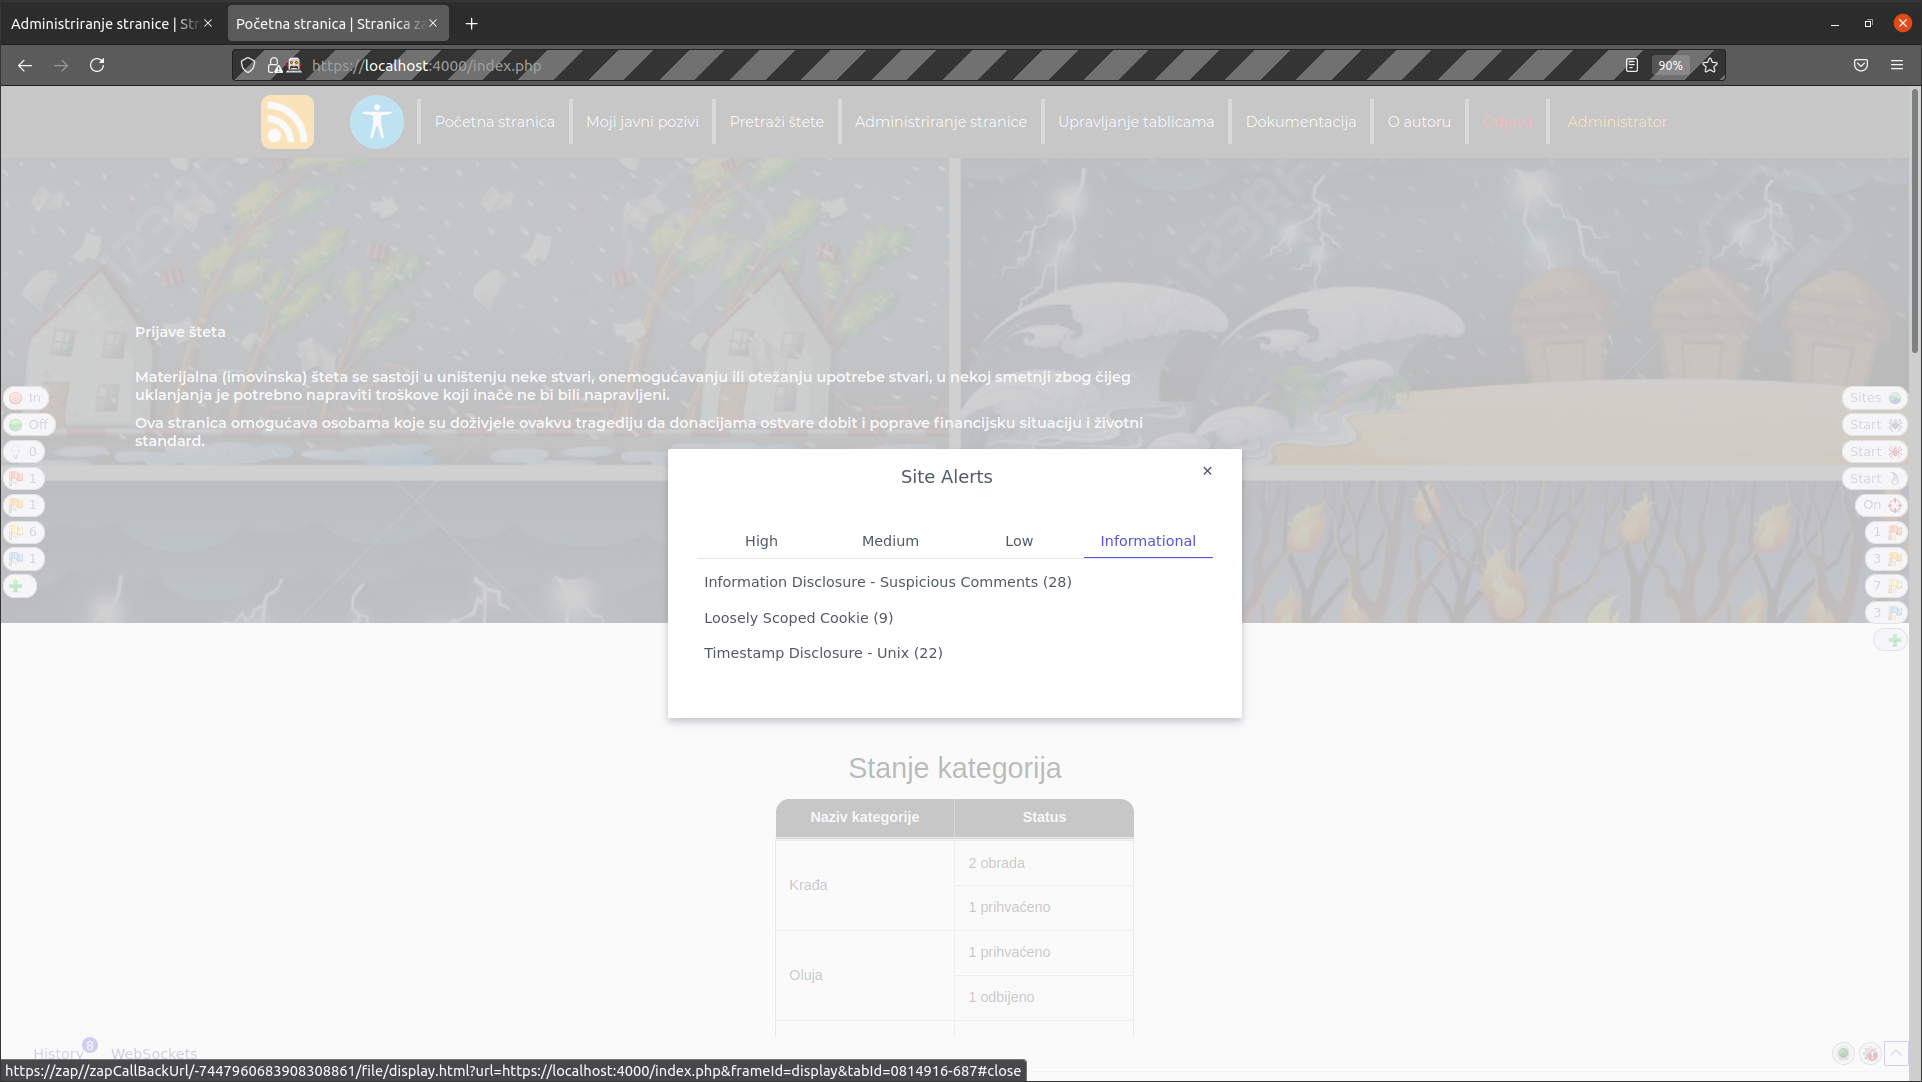 Administriranje stranice | Str
Početna stranica | Stranica za
https://localhost:4000/index.php
90%
Početna stranica
Moji javni pozivi
Pretraži štete
Administriranje stranice
Upravljanje tablicama
Dokumentacija
O autoru
Odjava
Administrator
123RF
123RF
Prijave šteta
Materijalna (imovinska) šteta se sastoji u uništenju neke stvari, onemogućavanju ili otežanju upotrebe stvari, u nekoj smetnji zbog čijeg
uklanjanja je potrebno napraviti troškove koji inače ne bi bili napravljeni.
Ova stranica omogućava osobama koje su doživjele ovakvu tragediju da donacijama ostvare dobit i poprave financijsku situaciju i životni
standard.
In
Off
0
1
1
6
1
Sites
Start
Start
Start
On
1
3
7
3
Site Alerts
×
High
Medium
Low
Informational
Information Disclosure - Suspicious Comments (28)
Loosely Scoped Cookie (9)
Timestamp Disclosure - Unix (22)
Stanje kategorija
Naziv kategorije
Status
Krađa
2 obrada
1 prihvaćeno
Oluja
1 prihvaćeno
1 odbijeno
History
8
WebSockets
https://zap//zapCallBackUrl/-7447960683908308861/file/display.html?url=https://localhost:4000/index.php&frameId=display&tabId=0814916-687#close